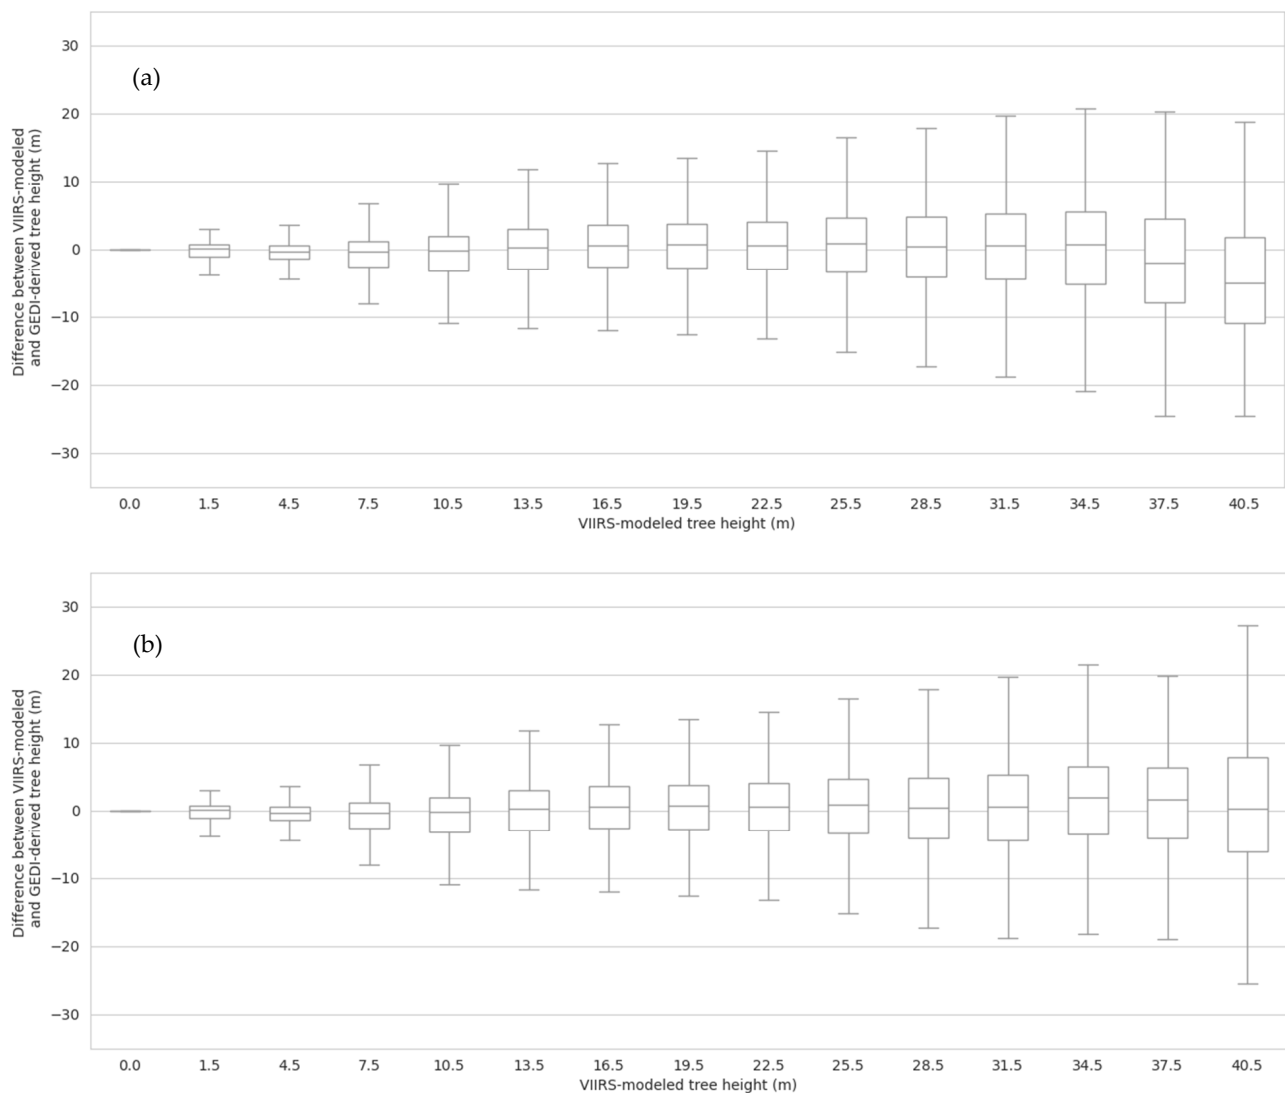 (a)
Difference between VIIRS-modeled
and GEDI-derived tree height (m)
30
20
10
0
−10
−20
−30
0.0 1.5 4.5 7.5 10.5 13.5 16.5 19.5 22.5 25.5 28.5 31.5 34.5 37.5 40.5
VIIRS-modeled tree height (m)
(b)
Difference between VIIRS-modeled
and GEDI-derived tree height (m)
30
20
10
0
−10
−20
−30
0.0 1.5 4.5 7.5 10.5 13.5 16.5 19.5 22.5 25.5 28.5 31.5 34.5 37.5 40.5
VIIRS-modeled tree height (m)